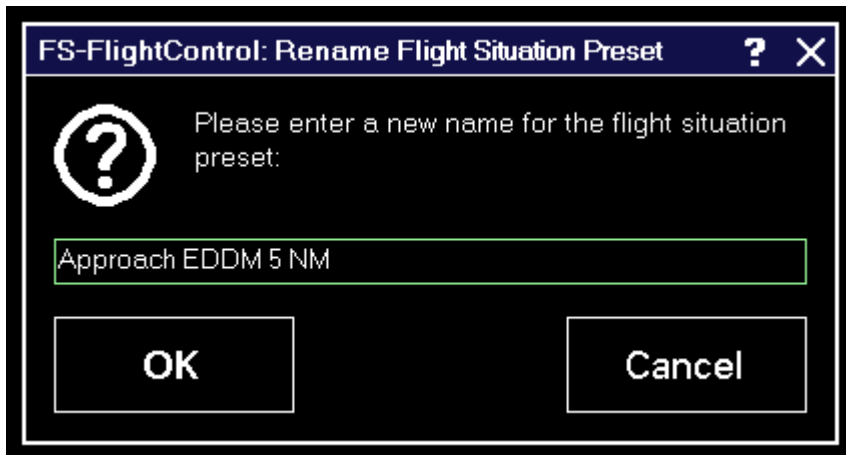 FS-FlightControl: Rename Flight Situation Preset ? X
Please enter a new name for the flight situation
preset:
Approach EDDM 5 NM
OK Cancel